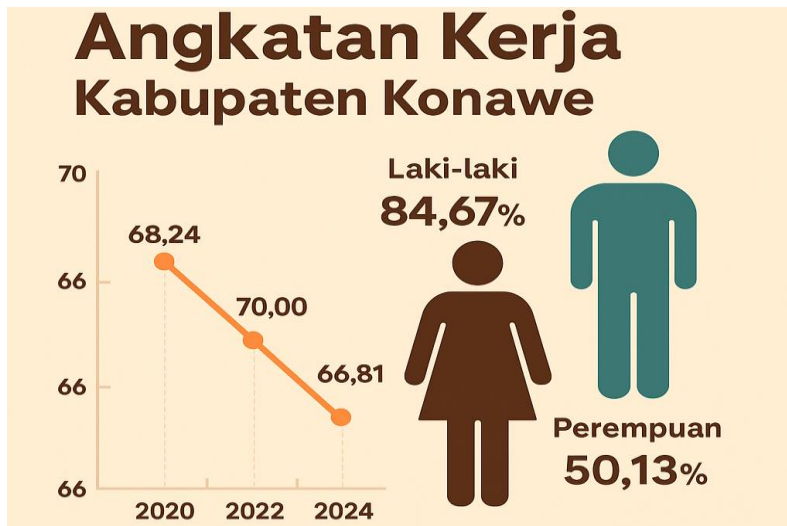 Angkatan Kerja
Kabupaten Konawe
70
66
66
66
68,24
70,00
66,81
2020 2022 2024
Laki-laki
84,67%
Perempuan
50,13%